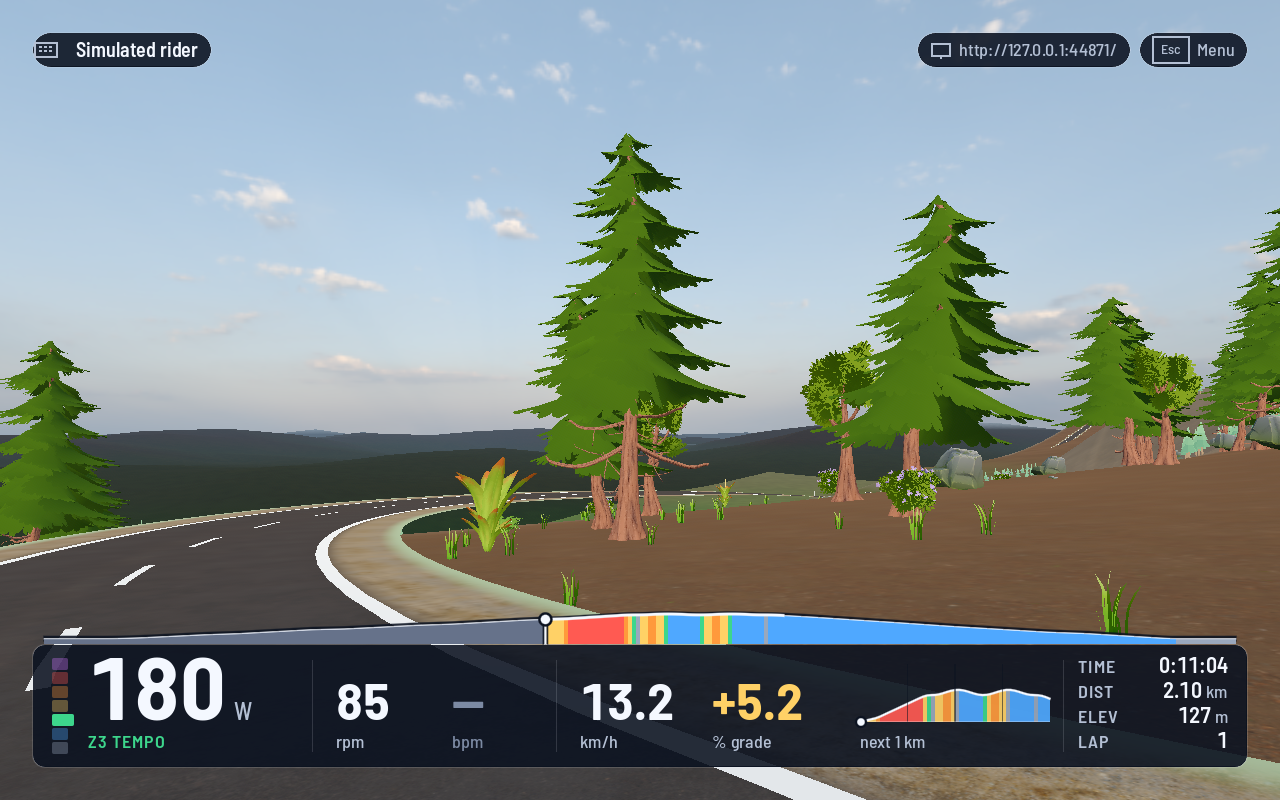 Simulated rider
http://127.0.0.1:44871/
Esc Menu
180 W
Z3 TEMPO
85
rpm
—
bpm
13.2
km/h
+5.2
% grade
next 1 km
TIME 0:11:04
DIST 2.10 km
ELEV 127 m
LAP 1